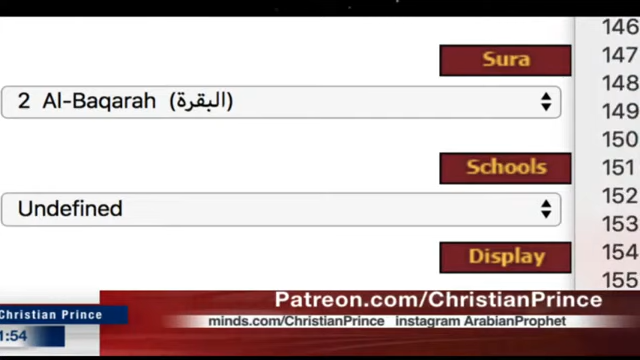 146
Sura
147
148
2 Al-Baqarah (البقرة)
149
150
Schools
151
152
Undefined
153
Display
154
155
Patreon.com/ChristianPrince
Christian Prince
minds.com/ChristianPrince instagram ArabianProphet
1:54